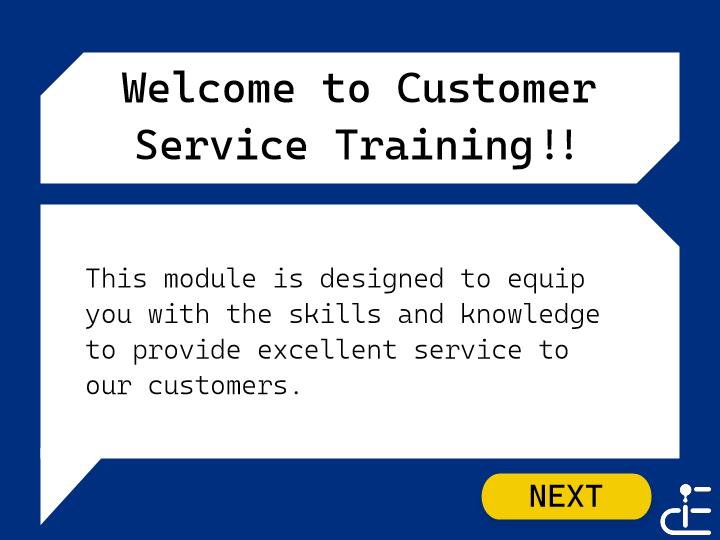 Welcome to Customer
Service Training!!
This module is designed to equip
you with the skills and knowledge
to provide excellent service to
our customers.
NEXT